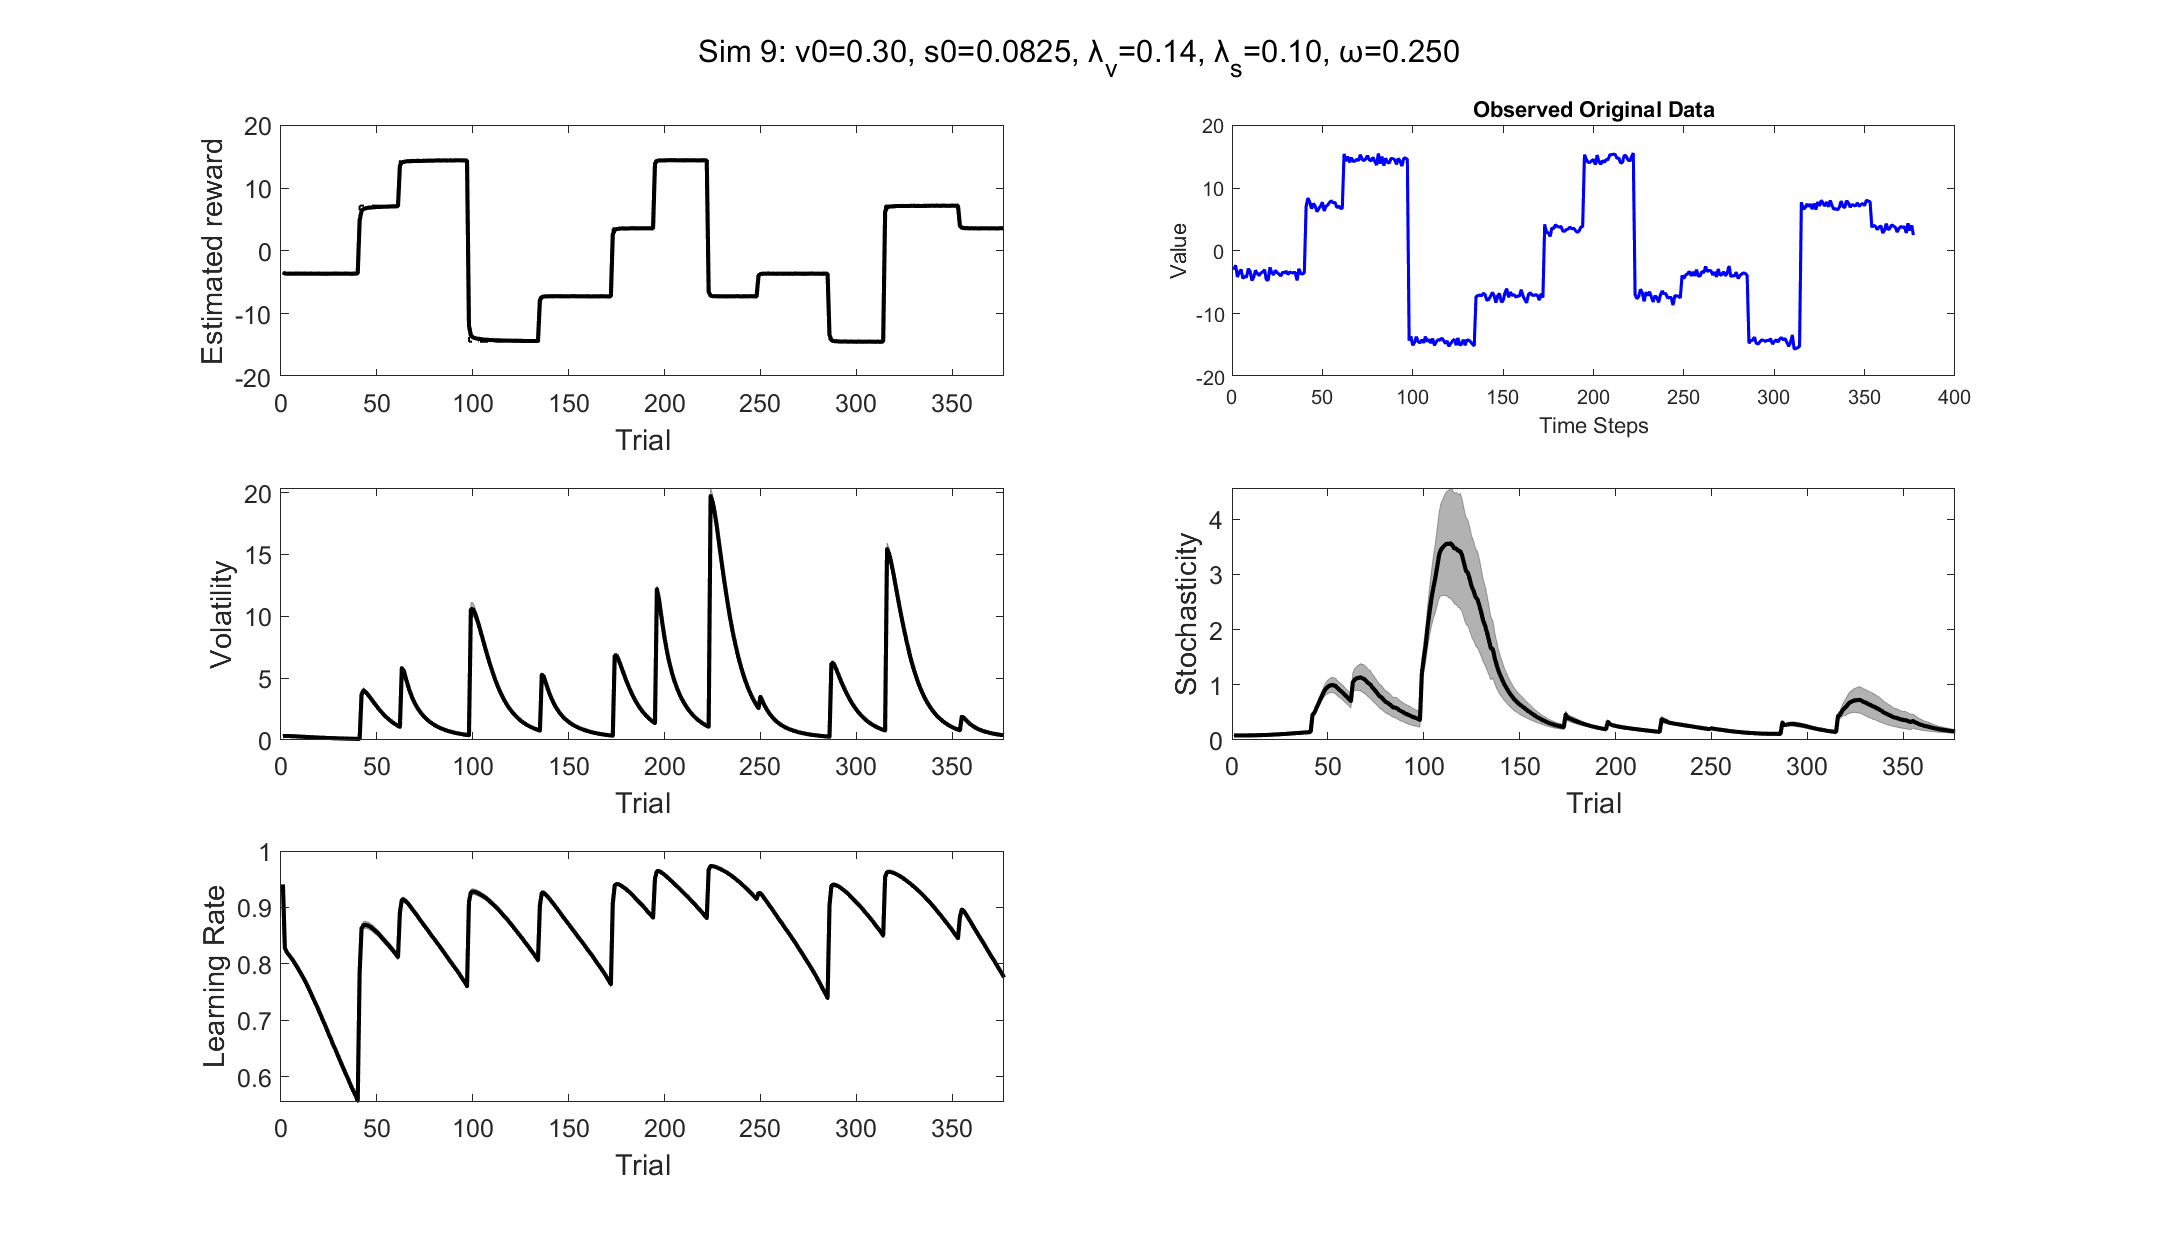 Sim 9: v0=0.30, s0=0.0825, λv=0.14, λs=0.10, ω=0.250
Estimated reward
20
10
0
-10
-20
0 50 100 150 200 250 300 350
Trial
Observed Original Data
Value
20
10
0
-10
-20
0 50 100 150 200 250 300 350 400
Time Steps
Volatility
20
15
10
5
0
0 50 100 150 200 250 300 350
Trial
Stochasticity
4
3
2
1
0
0 50 100 150 200 250 300 350
Trial
Learning Rate
1
0.9
0.8
0.7
0.6
0 50 100 150 200 250 300 350
Trial